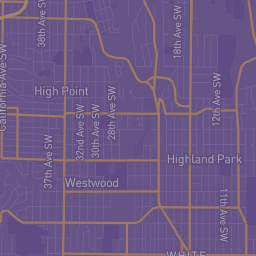 38th Ave SW
18th Ave SW
California Ave SW
High Point
28th Ave SW
12th Ave SW
32nd Ave SW
30th Ave SW
37th Ave SW
Highland Park
Westwood
11th Ave SW
WHITE